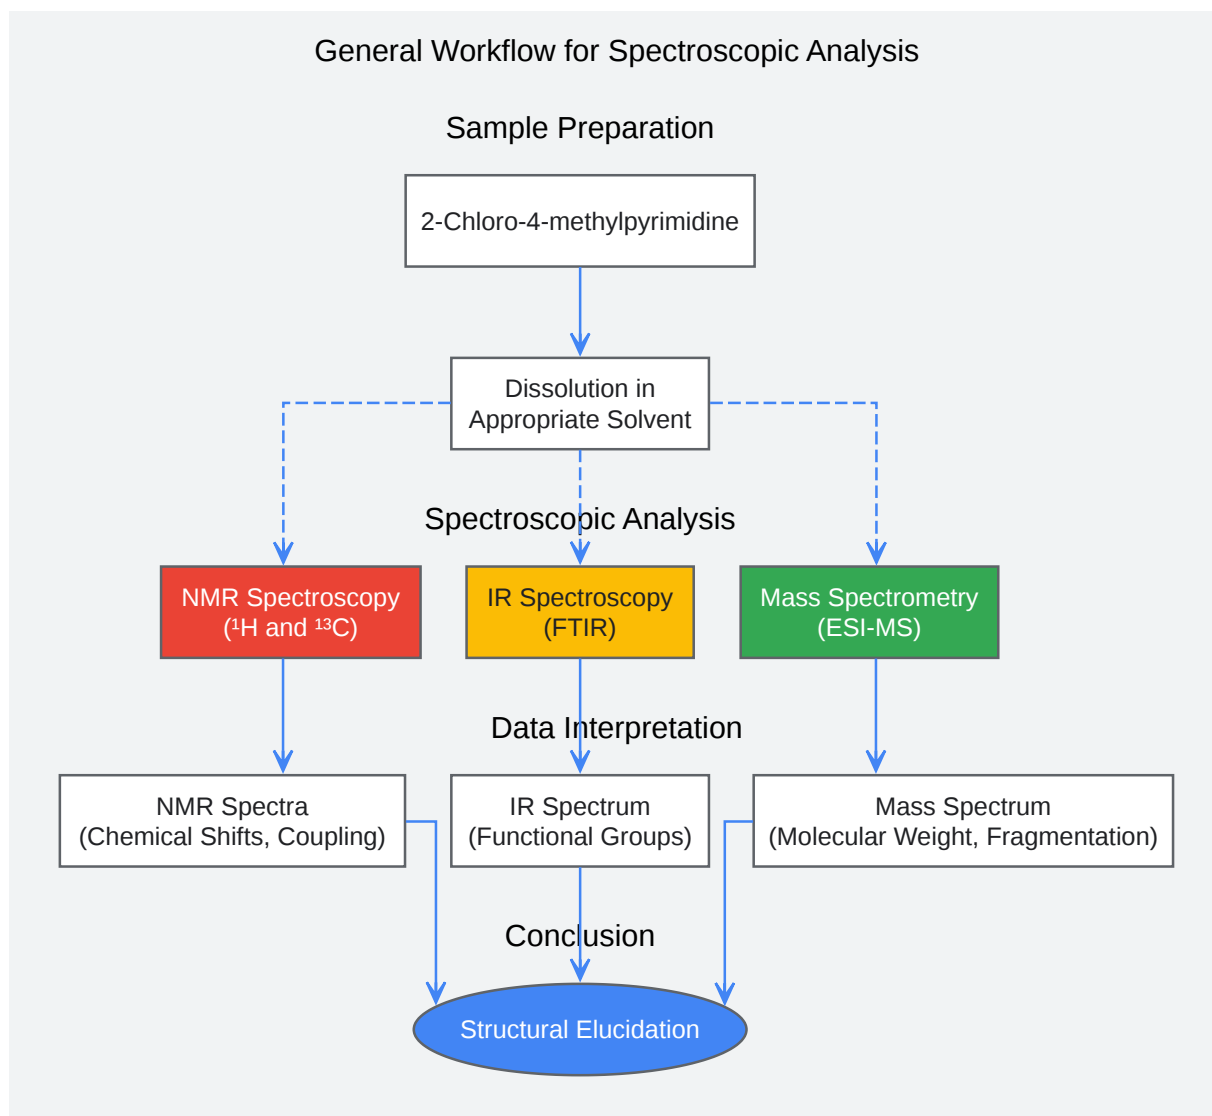 General Workflow for Spectroscopic Analysis
Sample Preparation
2-Chloro-4-methylpyrimidine
Dissolution in
Appropriate Solvent
Spectroscopic Analysis
NMR Spectroscopy
(¹H and ¹³C)
IR Spectroscopy
(FTIR)
Mass Spectrometry
(ESI-MS)
Data Interpretation
NMR Spectra
(Chemical Shifts, Coupling)
IR Spectrum
(Functional Groups)
Mass Spectrum
(Molecular Weight, Fragmentation)
Conclusion
Structural Elucidation